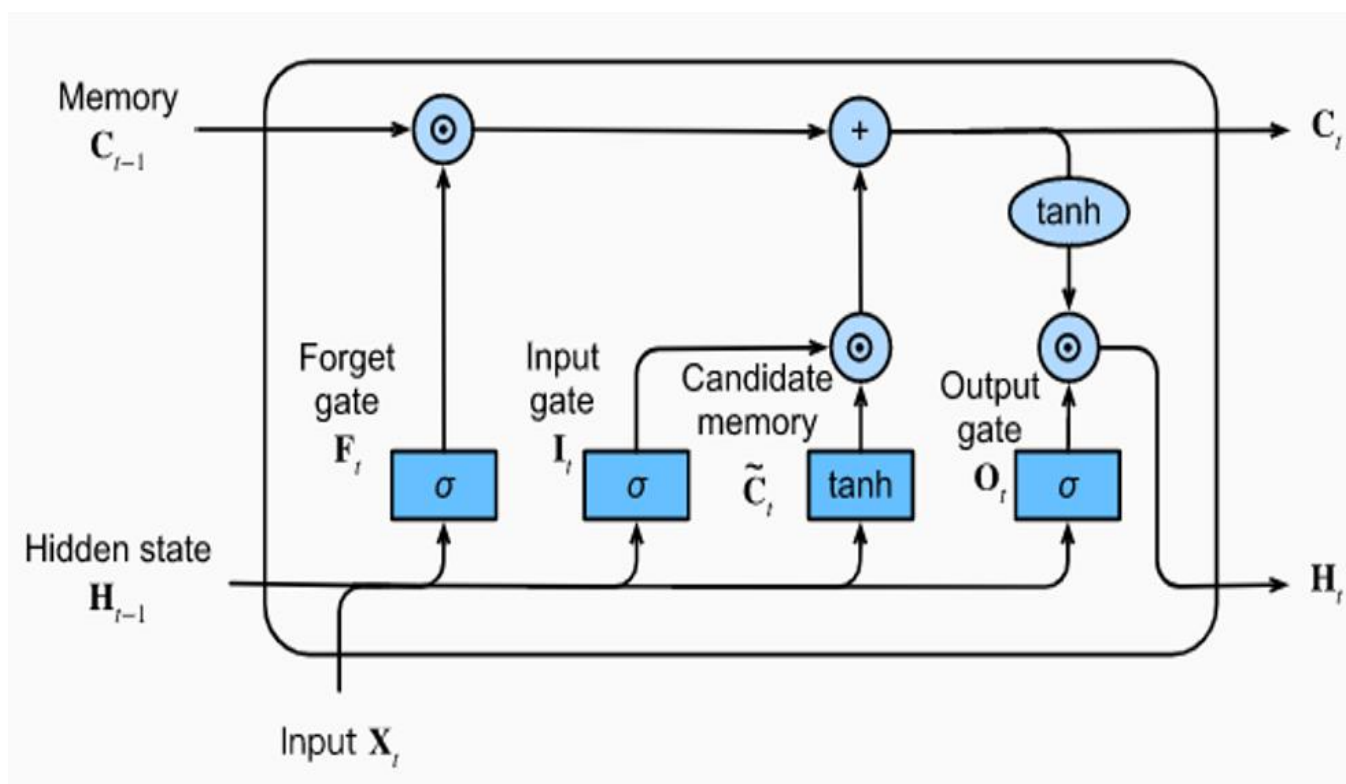 Memory
C_{t-1}
⊙
+
C_t
tanh
Forget
gate
F_t
σ
Input
gate
I_t
σ
⊙
Candidate
memory
C̃_t
tanh
Output
gate
O_t
σ
⊙
Hidden state
H_{t-1}
H_t
Input X_t